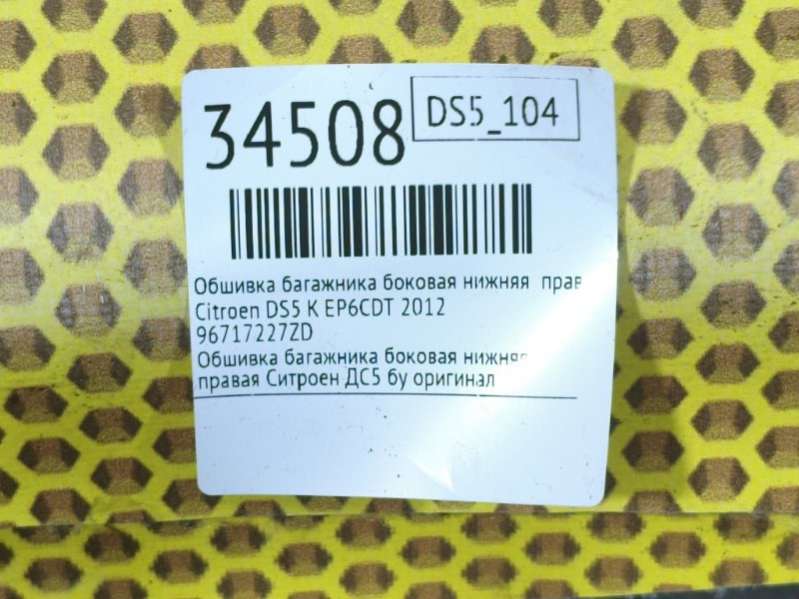 34508
DS5_104
Обшивка багажника боковая нижняя прав
Citroen DS5 K EP6CDT 2012
96717227ZD
Обшивка багажника боковая нижняя
правая Ситроен ДС5 бу оригинал